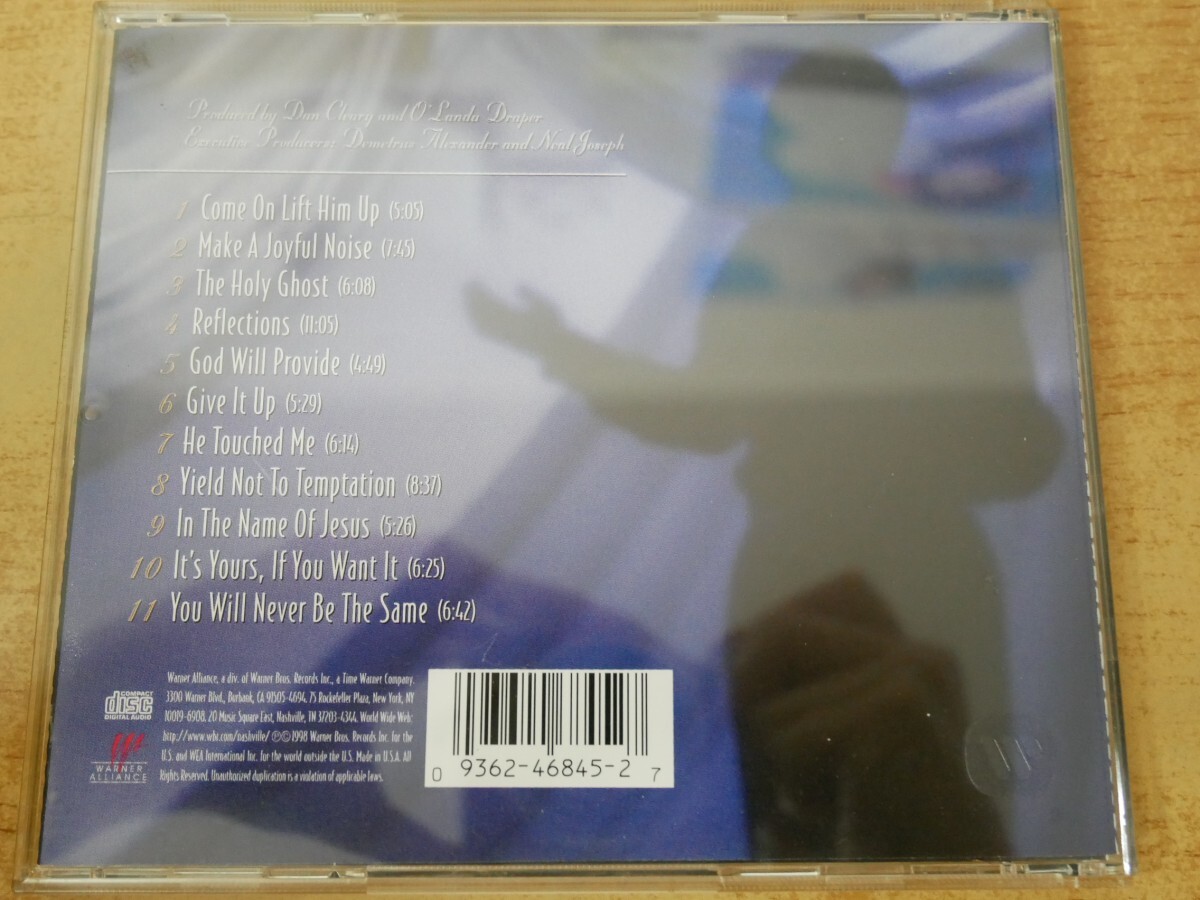 Produced by Dan Cleary and O'Landa Draper
Executive Producers: Demetrus Alexander and Neal Joseph
1 Come On Lift Him Up (5:05)
2 Make A Joyful Noise (7:45)
3 The Holy Ghost (6:08)
4 Reflections (11:05)
5 God Will Provide (4:49)
6 Give It Up (5:29)
7 He Touched Me (6:14)
8 Yield Not To Temptation (8:37)
9 In The Name Of Jesus (5:26)
10 It's Yours, If You Want It (6:25)
11 You Will Never Be The Same (6:42)
COMPACT
disc
DIGITAL AUDIO
WARNER
ALLIANCE
Warner Alliance, a div. of Warner Bros. Records Inc., a Time Warner Company.
3300 Warner Blvd., Burbank, CA 91505-4694. 75 Rockefeller Plaza, New York, NY
10019-6908. 20 Music Square East, Nashville, TN 37203-4344. World Wide Web:
http://www.wbr.com/nashville/ ℗©1998 Warner Bros. Records Inc. for the
U.S. and WEA International Inc. for the world outside the U.S. Made in U.S.A. All
Rights Reserved. Unauthorized duplication is a violation of applicable laws.
0 93624-6845-2 7